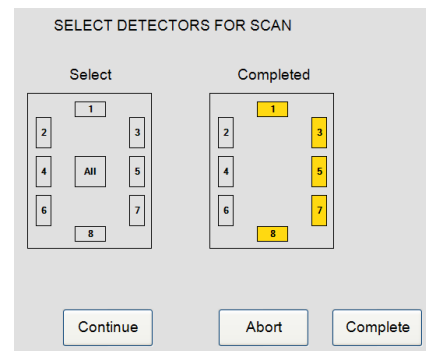 SELECT DETECTORS FOR SCAN
Select Completed
1 1
2 3 2 3
4 All 5 4 5
6 7 6 7
8 8
Continue Abort Complete